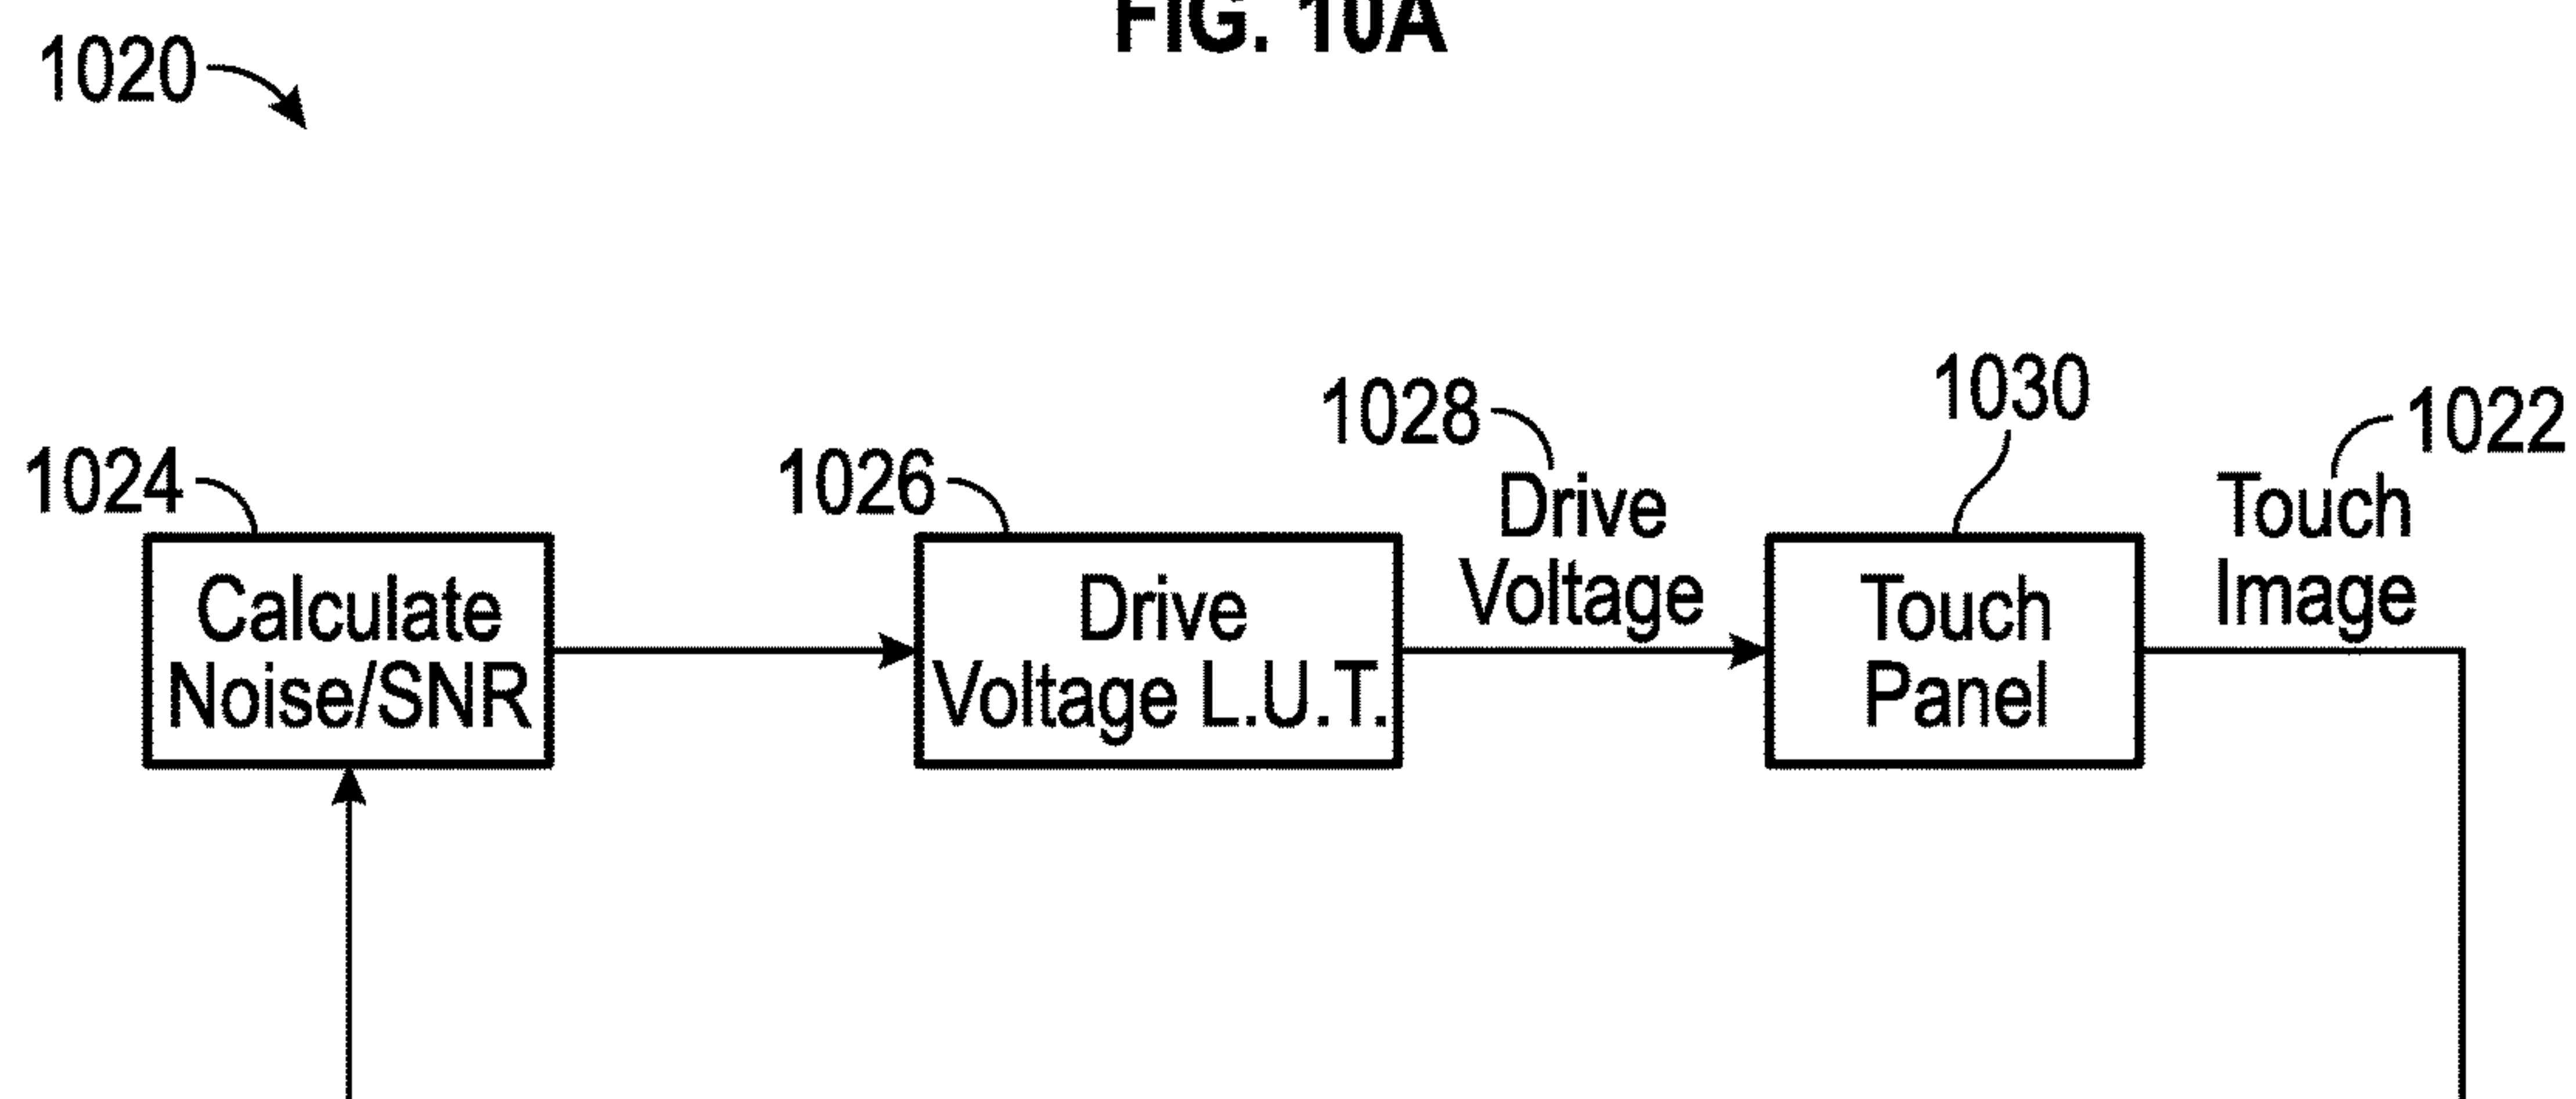 FIG. 10A
1020
1024
Calculate
Noise/SNR
1026
Drive
Voltage L.U.T.
1028
Drive
Voltage
1030
Touch
Panel
1022
Touch
Image